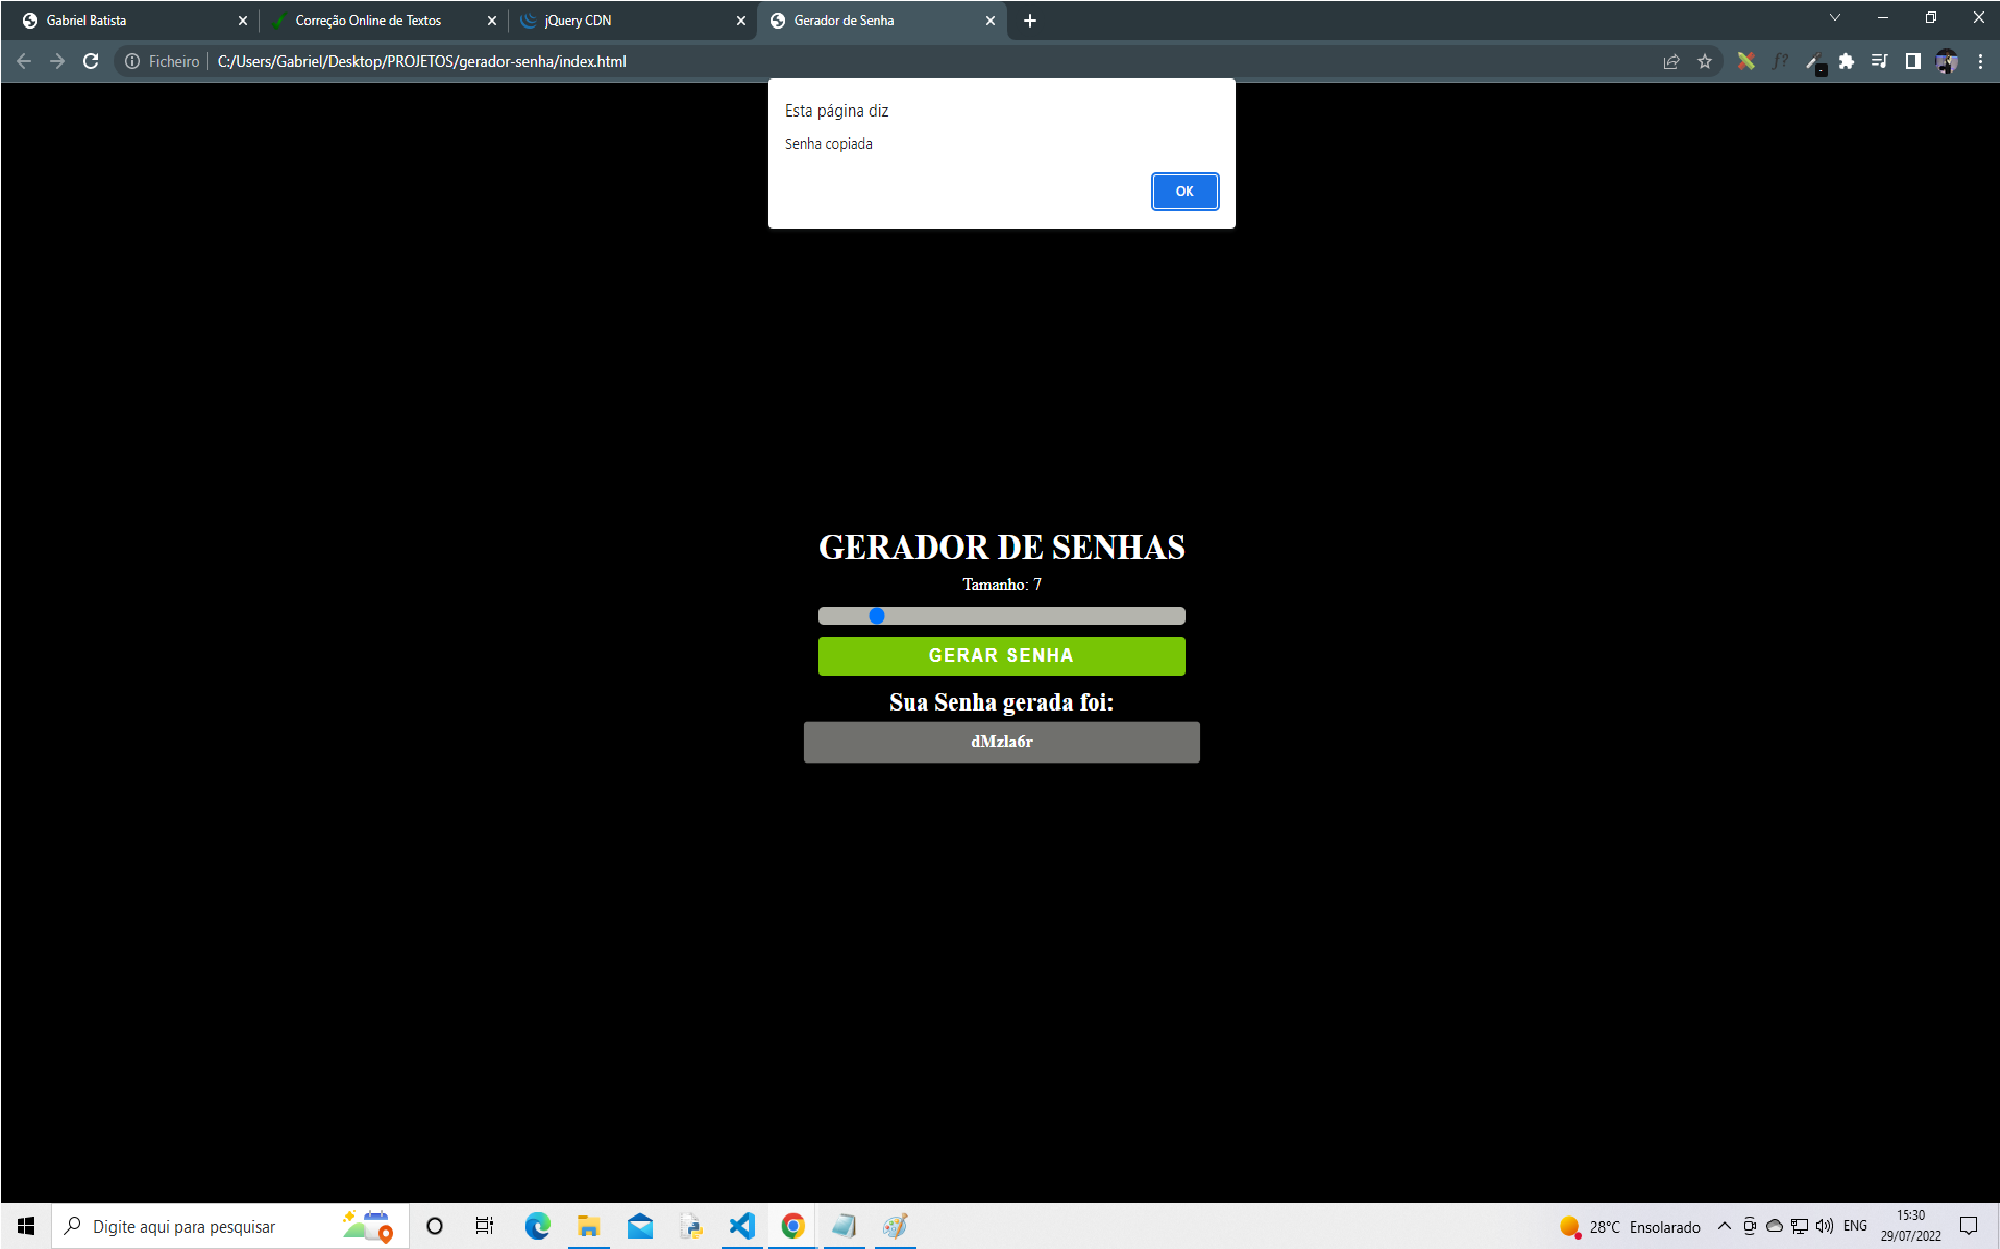 Gabriel Batista
Correção Online de Textos
jQuery CDN
Gerador de Senha
Ficheiro
C:/Users/Gabriel/Desktop/PROJETOS/gerador-senha/index.html
Esta página diz
Senha copiada
OK
GERADOR DE SENHAS
Tamanho: 7
GERAR SENHA
Sua Senha gerada foi:
dMzla6r
Digite aqui para pesquisar
28°C Ensolarado
ENG
15:30
29/07/2022